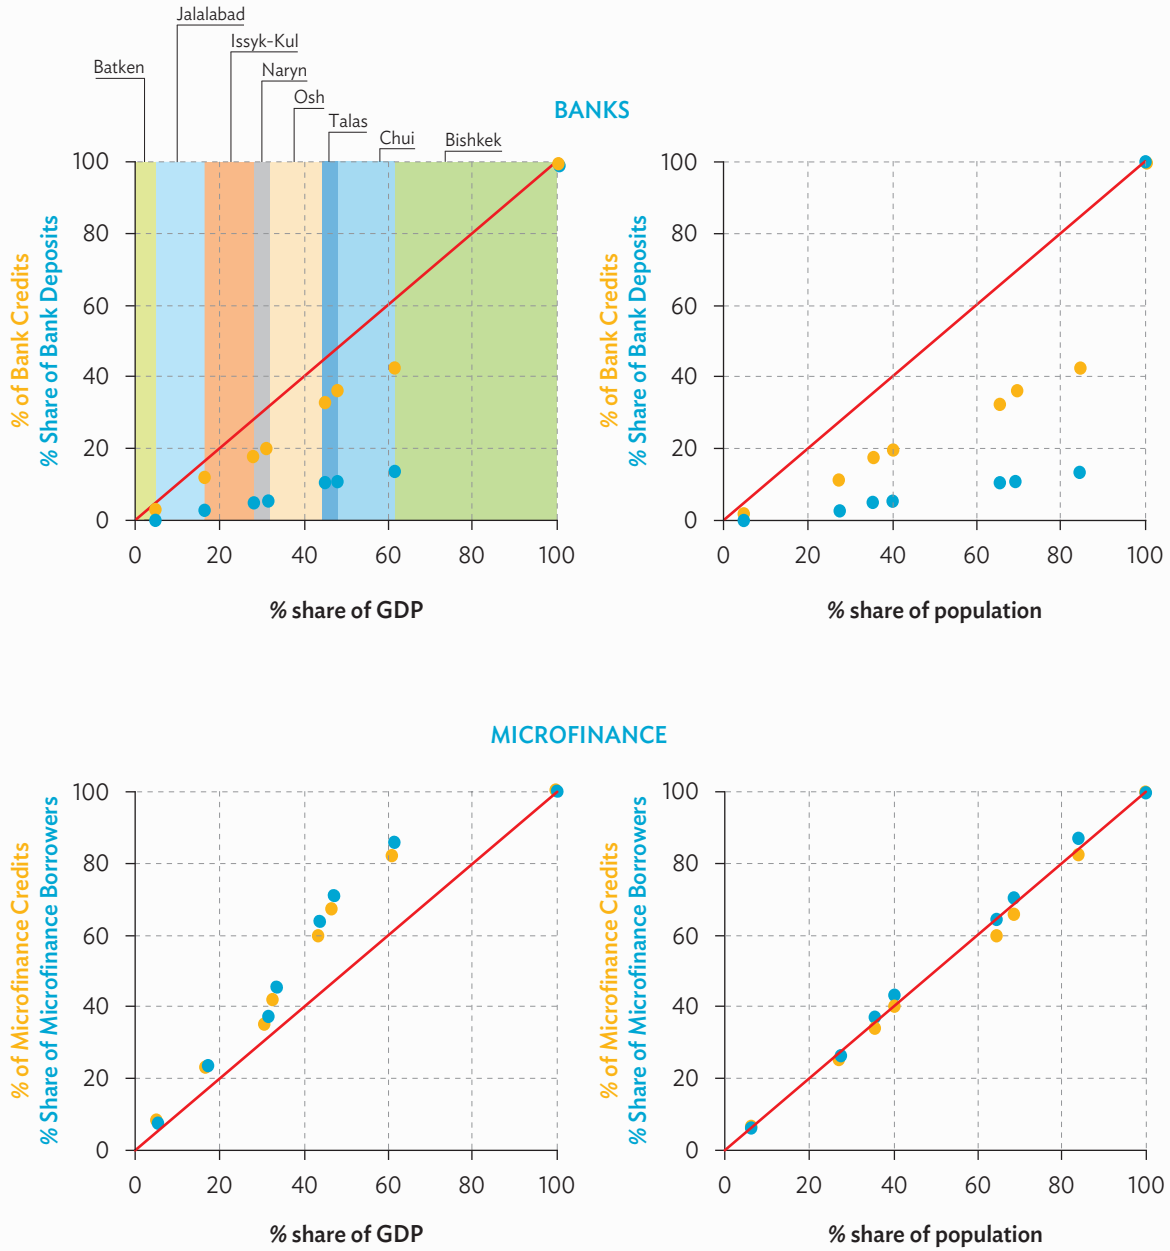 Jalalabad
Issyk-Kul
Batken
Naryn
Osh
Talas
Chui
Bishkek
BANKS
% of Bank Credits
% Share of Bank Deposits
100
80
60
40
20
0
0 20 40 60 80 100
% share of GDP
% of Bank Credits
% Share of Bank Deposits
100
80
60
40
20
0
0 20 40 60 80 100
% share of population
MICROFINANCE
% of Microfinance Credits
% Share of Microfinance Borrowers
100
80
60
40
20
0
0 20 40 60 80 100
% share of GDP
% of Microfinance Credits
% Share of Microfinance Borrowers
100
80
60
40
20
0
0 20 40 60 80 100
% share of population